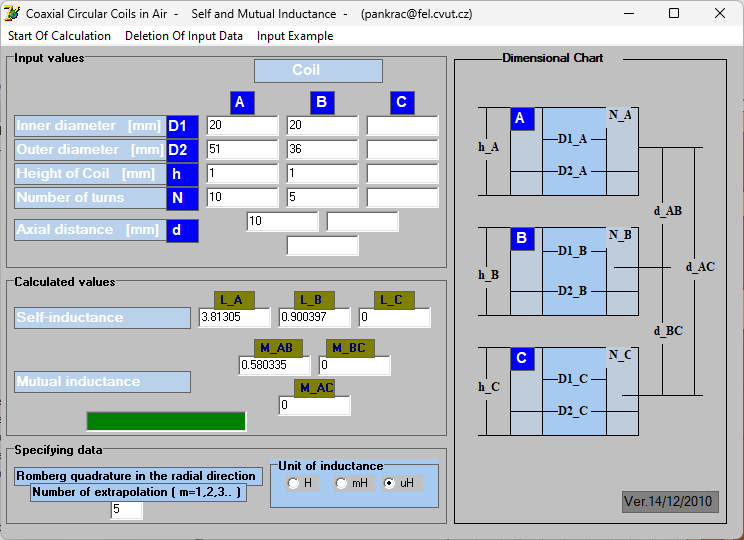 Coaxial Circular Coils in Air - Self and Mutual Inductance - (pankrac@fel.cvut.cz)
Start Of Calculation Deletion Of Input Data Input Example
Input values
Coil
A B C
Inner diameter [mm] D1 20 20
Outer diameter [mm] D2 51 36
Height of Coil [mm] h 1 1
Number of turns N 10 5
Axial distance [mm] d 10
Calculated values
L_A L_B L_C
Self-inductance 3.81305 0.900397 0
M_AB M_BC
0.580335 0
Mutual inductance M_AC
0
Specifying data
Romberg quadrature in the radial direction
Number of extrapolation ( m=1,2,3.. )
5
Unit of inductance
H mH uH
Dimensional Chart
A N_A
h_A D1_A
D2_A
d_AB
B N_B
h_B D1_B
D2_B
d_AC
d_BC
C N_C
h_C D1_C
D2_C
Ver.14/12/2010